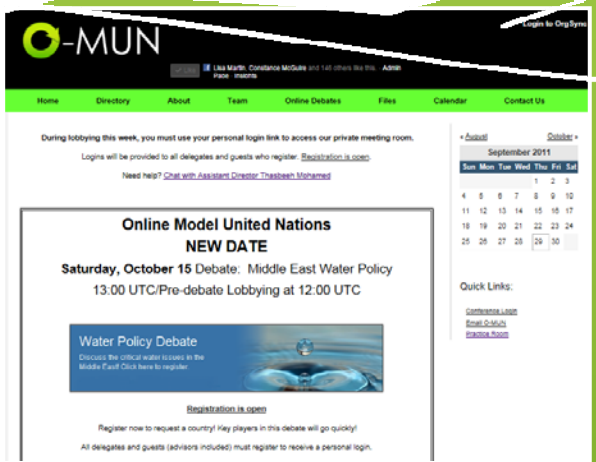 Login to OrgSync
O-MUN
Like
Lisa Martin, Constance McGuire and 146 others like this. · Admin
Page · Insights
Home Directory About Team Online Debates Files Calendar Contact Us
During lobbying this week, you must use your personal login link to access our private meeting room.
Logins will be provided to all delegates and guests who register. Registration is open.
Need help? Chat with Assistant Director Thasbeeh Mohamed
Online Model United Nations
NEW DATE
Saturday, October 15 Debate: Middle East Water Policy
13:00 UTC/Pre-debate Lobbying at 12:00 UTC
Water Policy Debate
Discuss the critical water issues in the
Middle East! Click here to register.
Registration is open
Register now to request a country! Key players in this debate will go quickly!
All delegates and guests (advisors included) must register to receive a personal login.
« August October »
September 2011
Sun Mon Tue Wed Thu Fri Sat
1 2 3
4 5 6 7 8 9 10
11 12 13 14 15 16 17
18 19 20 21 22 23 24
25 26 27 28 29 30
Quick Links:
Conference Login
Email O-MUN
Practice Room